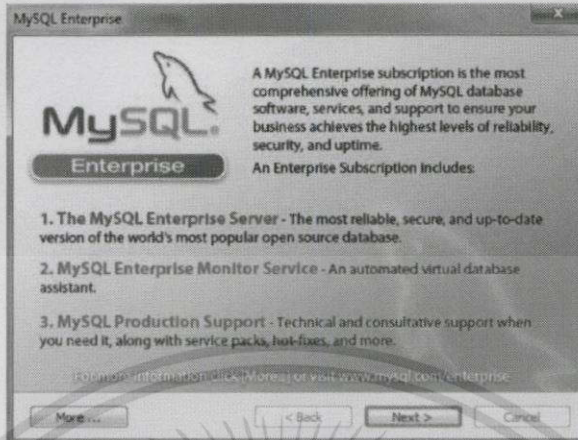 MySQL Enterprise
MySQL
Enterprise
A MySQL Enterprise subscription is the most
comprehensive offering of MySQL database
software, services, and support to ensure your
business achieves the highest levels of reliability,
security, and uptime.
An Enterprise Subscription includes:
1. The MySQL Enterprise Server - The most reliable, secure, and up-to-date
version of the world's most popular open source database.
2. MySQL Enterprise Monitor Service - An automated virtual database
assistant.
3. MySQL Production Support - Technical and consultative support when
you need it, along with service packs, hot-fixes, and more.
For more information click [More] or visit www.mysql.com/enterprise
More ...
< Back
Next >
Cancel